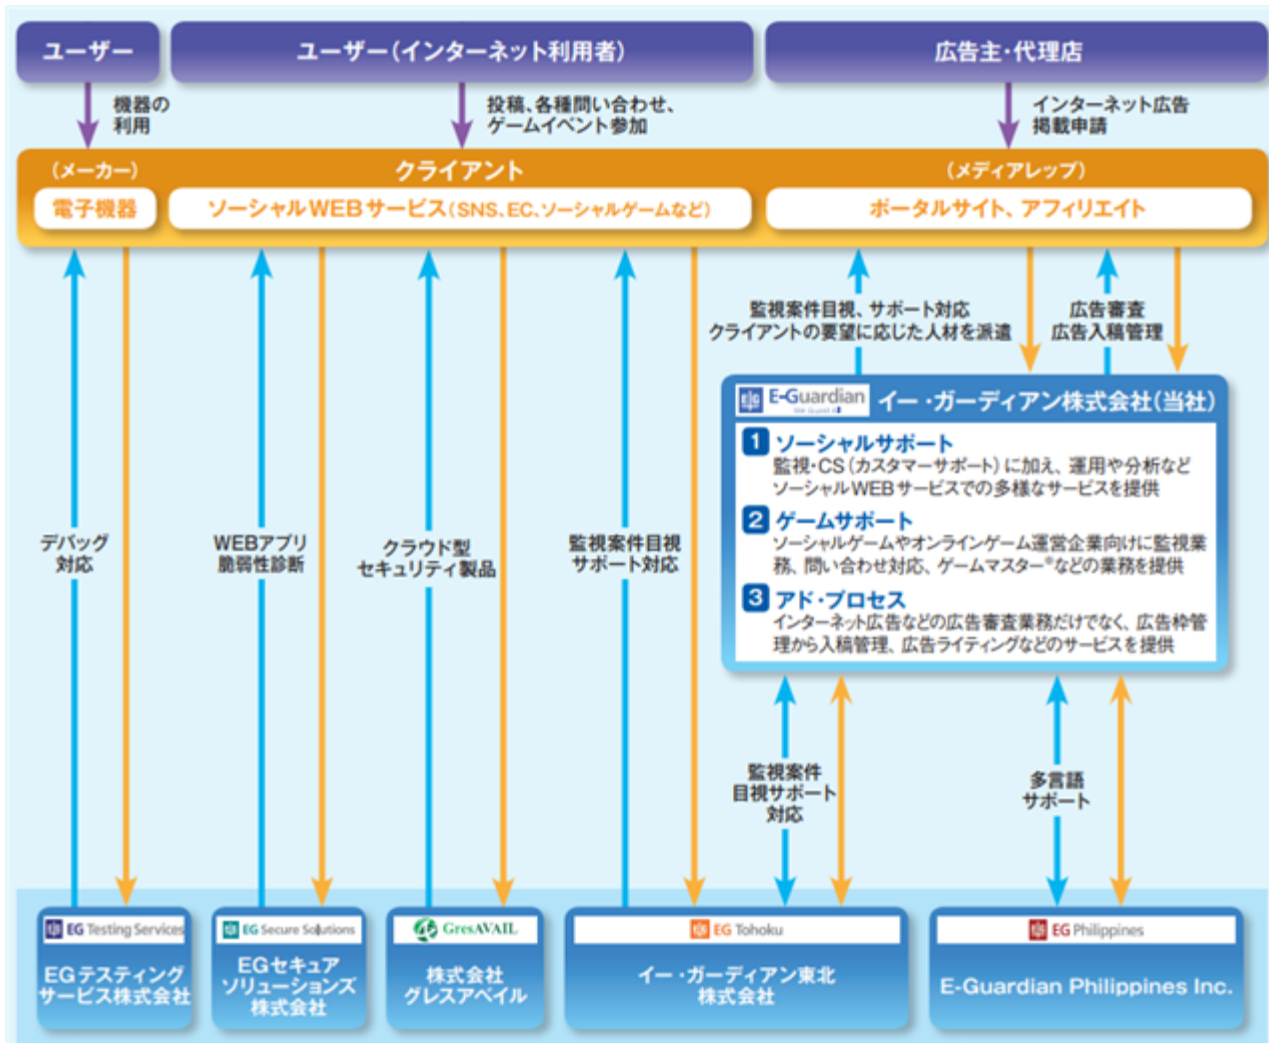 ユーザー
ユーザー（インターネット利用者）
広告主・代理店
機器の
利用
投稿、各種問い合わせ、
ゲームイベント参加
インターネット広告
掲載申請
（メーカー）
クライアント
（メディアレップ）
電子機器
ソーシャルWEBサービス（SNS、EC、ソーシャルゲームなど）
ポータルサイト、アフィリエイト
監視案件目視、サポート対応
クライアントの要望に応じた人材を派遣
広告審査
広告入稿管理
E-Guardian
We Guard All
イー・ガーディアン株式会社（当社）
1 ソーシャルサポート
監視・CS（カスタマーサポート）に加え、運用や分析など
ソーシャルWEBサービスでの多様なサービスを提供
2 ゲームサポート
ソーシャルゲームやオンラインゲーム運営企業向けに監視業
務、問い合わせ対応、ゲームマスター®などの業務を提供
3 アド・プロセス
インターネット広告などの広告審査業務だけでなく、広告枠管
理から入稿管理、広告ライティングなどのサービスを提供
デバッグ
対応
WEBアプリ
脆弱性診断
クラウド型
セキュリティ製品
監視案件目視
サポート対応
監視案件
目視サポート
対応
多言語
サポート
EG Testing Services
EGテスティング
サービス株式会社
EG Secure Solutions
EGセキュア
ソリューションズ
株式会社
GresAVAIL
株式会社
グレスアベイル
EG Tohoku
イー・ガーディアン東北
株式会社
EG Philippines
E-Guardian Philippines Inc.